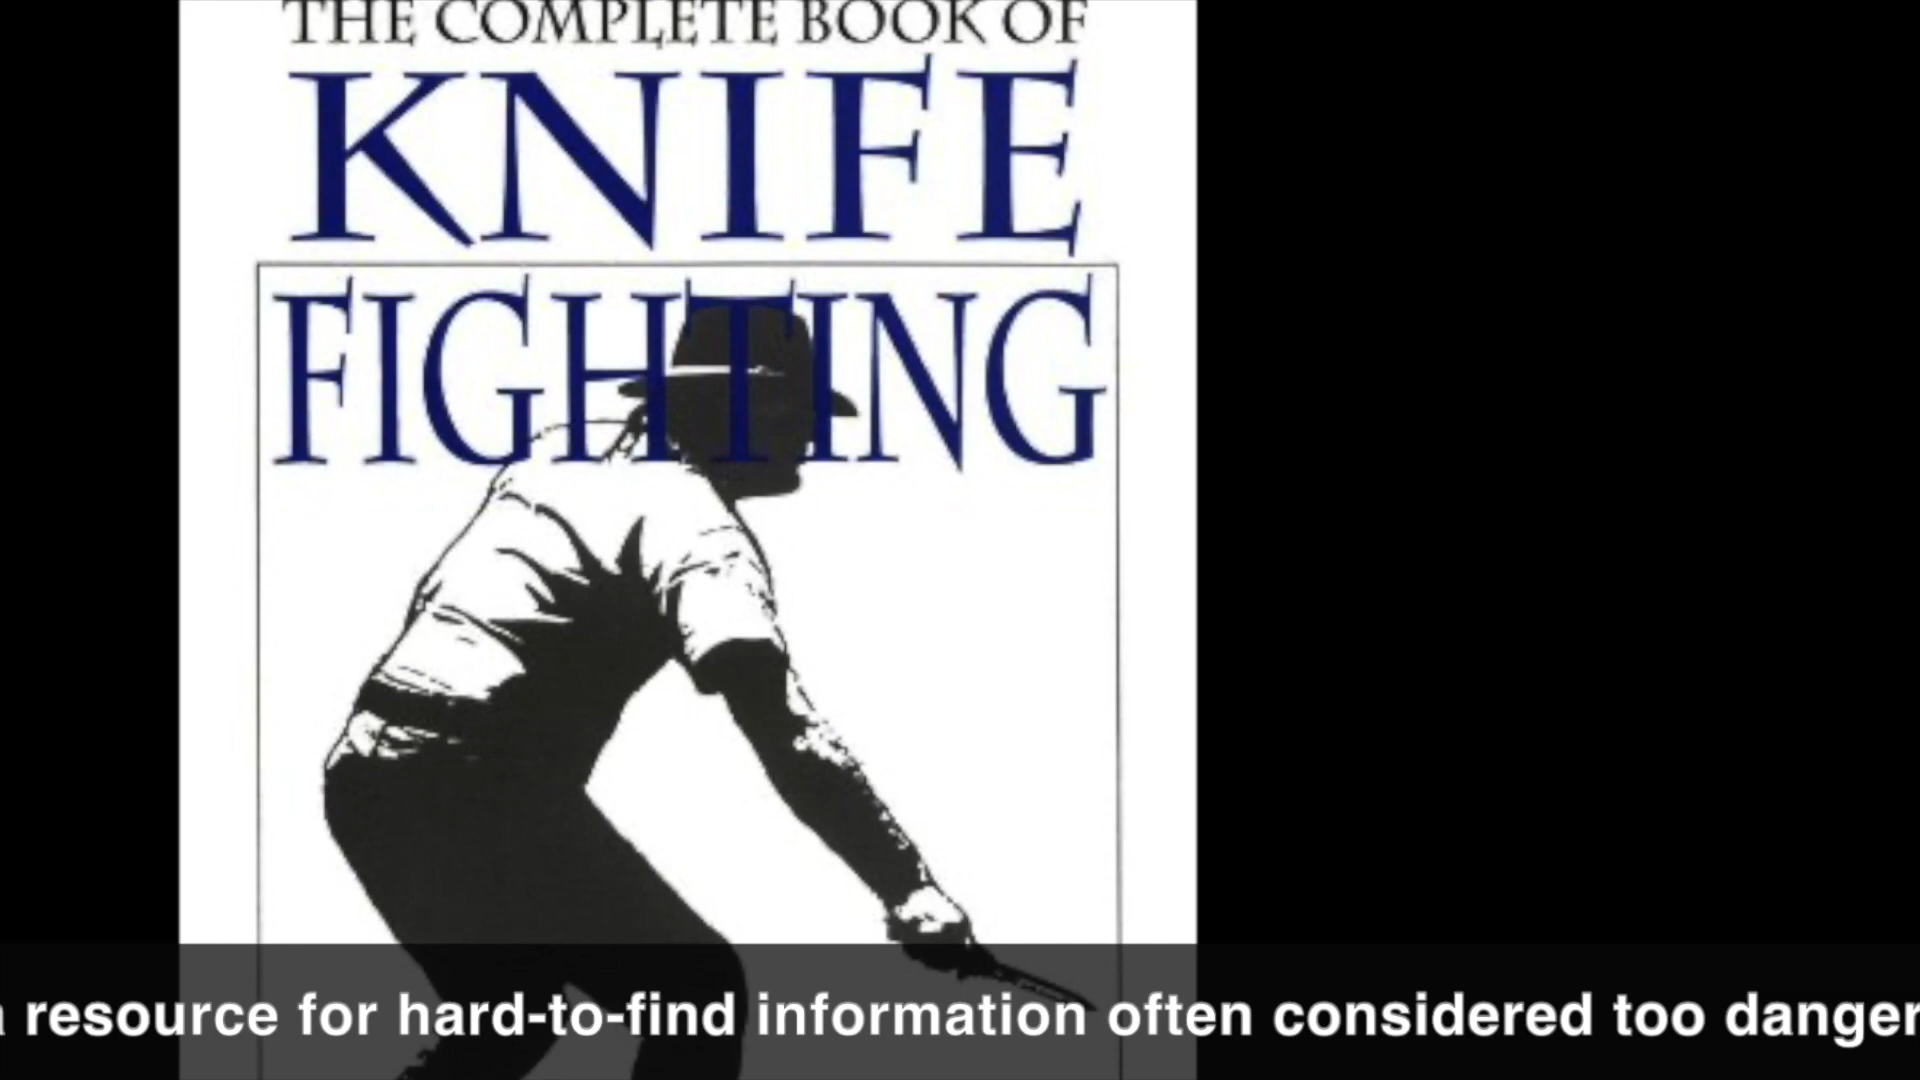 THE COMPLETE BOOK OF
KNIFE
FIGHTING
resource for hard-to-find information often considered too danger